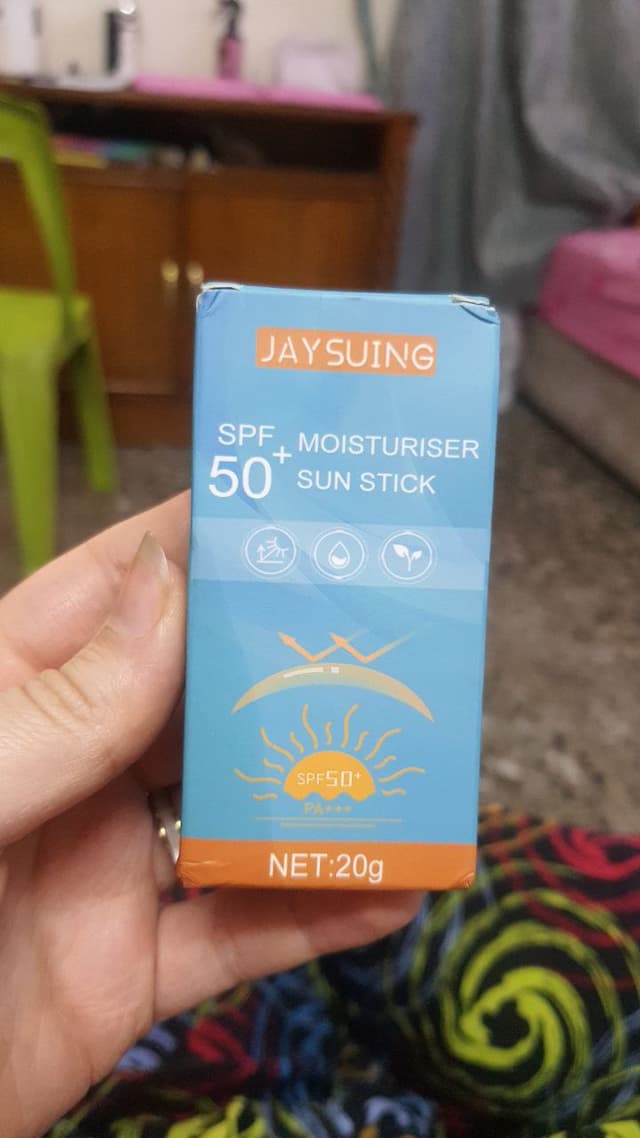 JAYSUING
SPF 50+
MOISTURISER
SUN STICK
SPF50+
PA+++
NET:20g